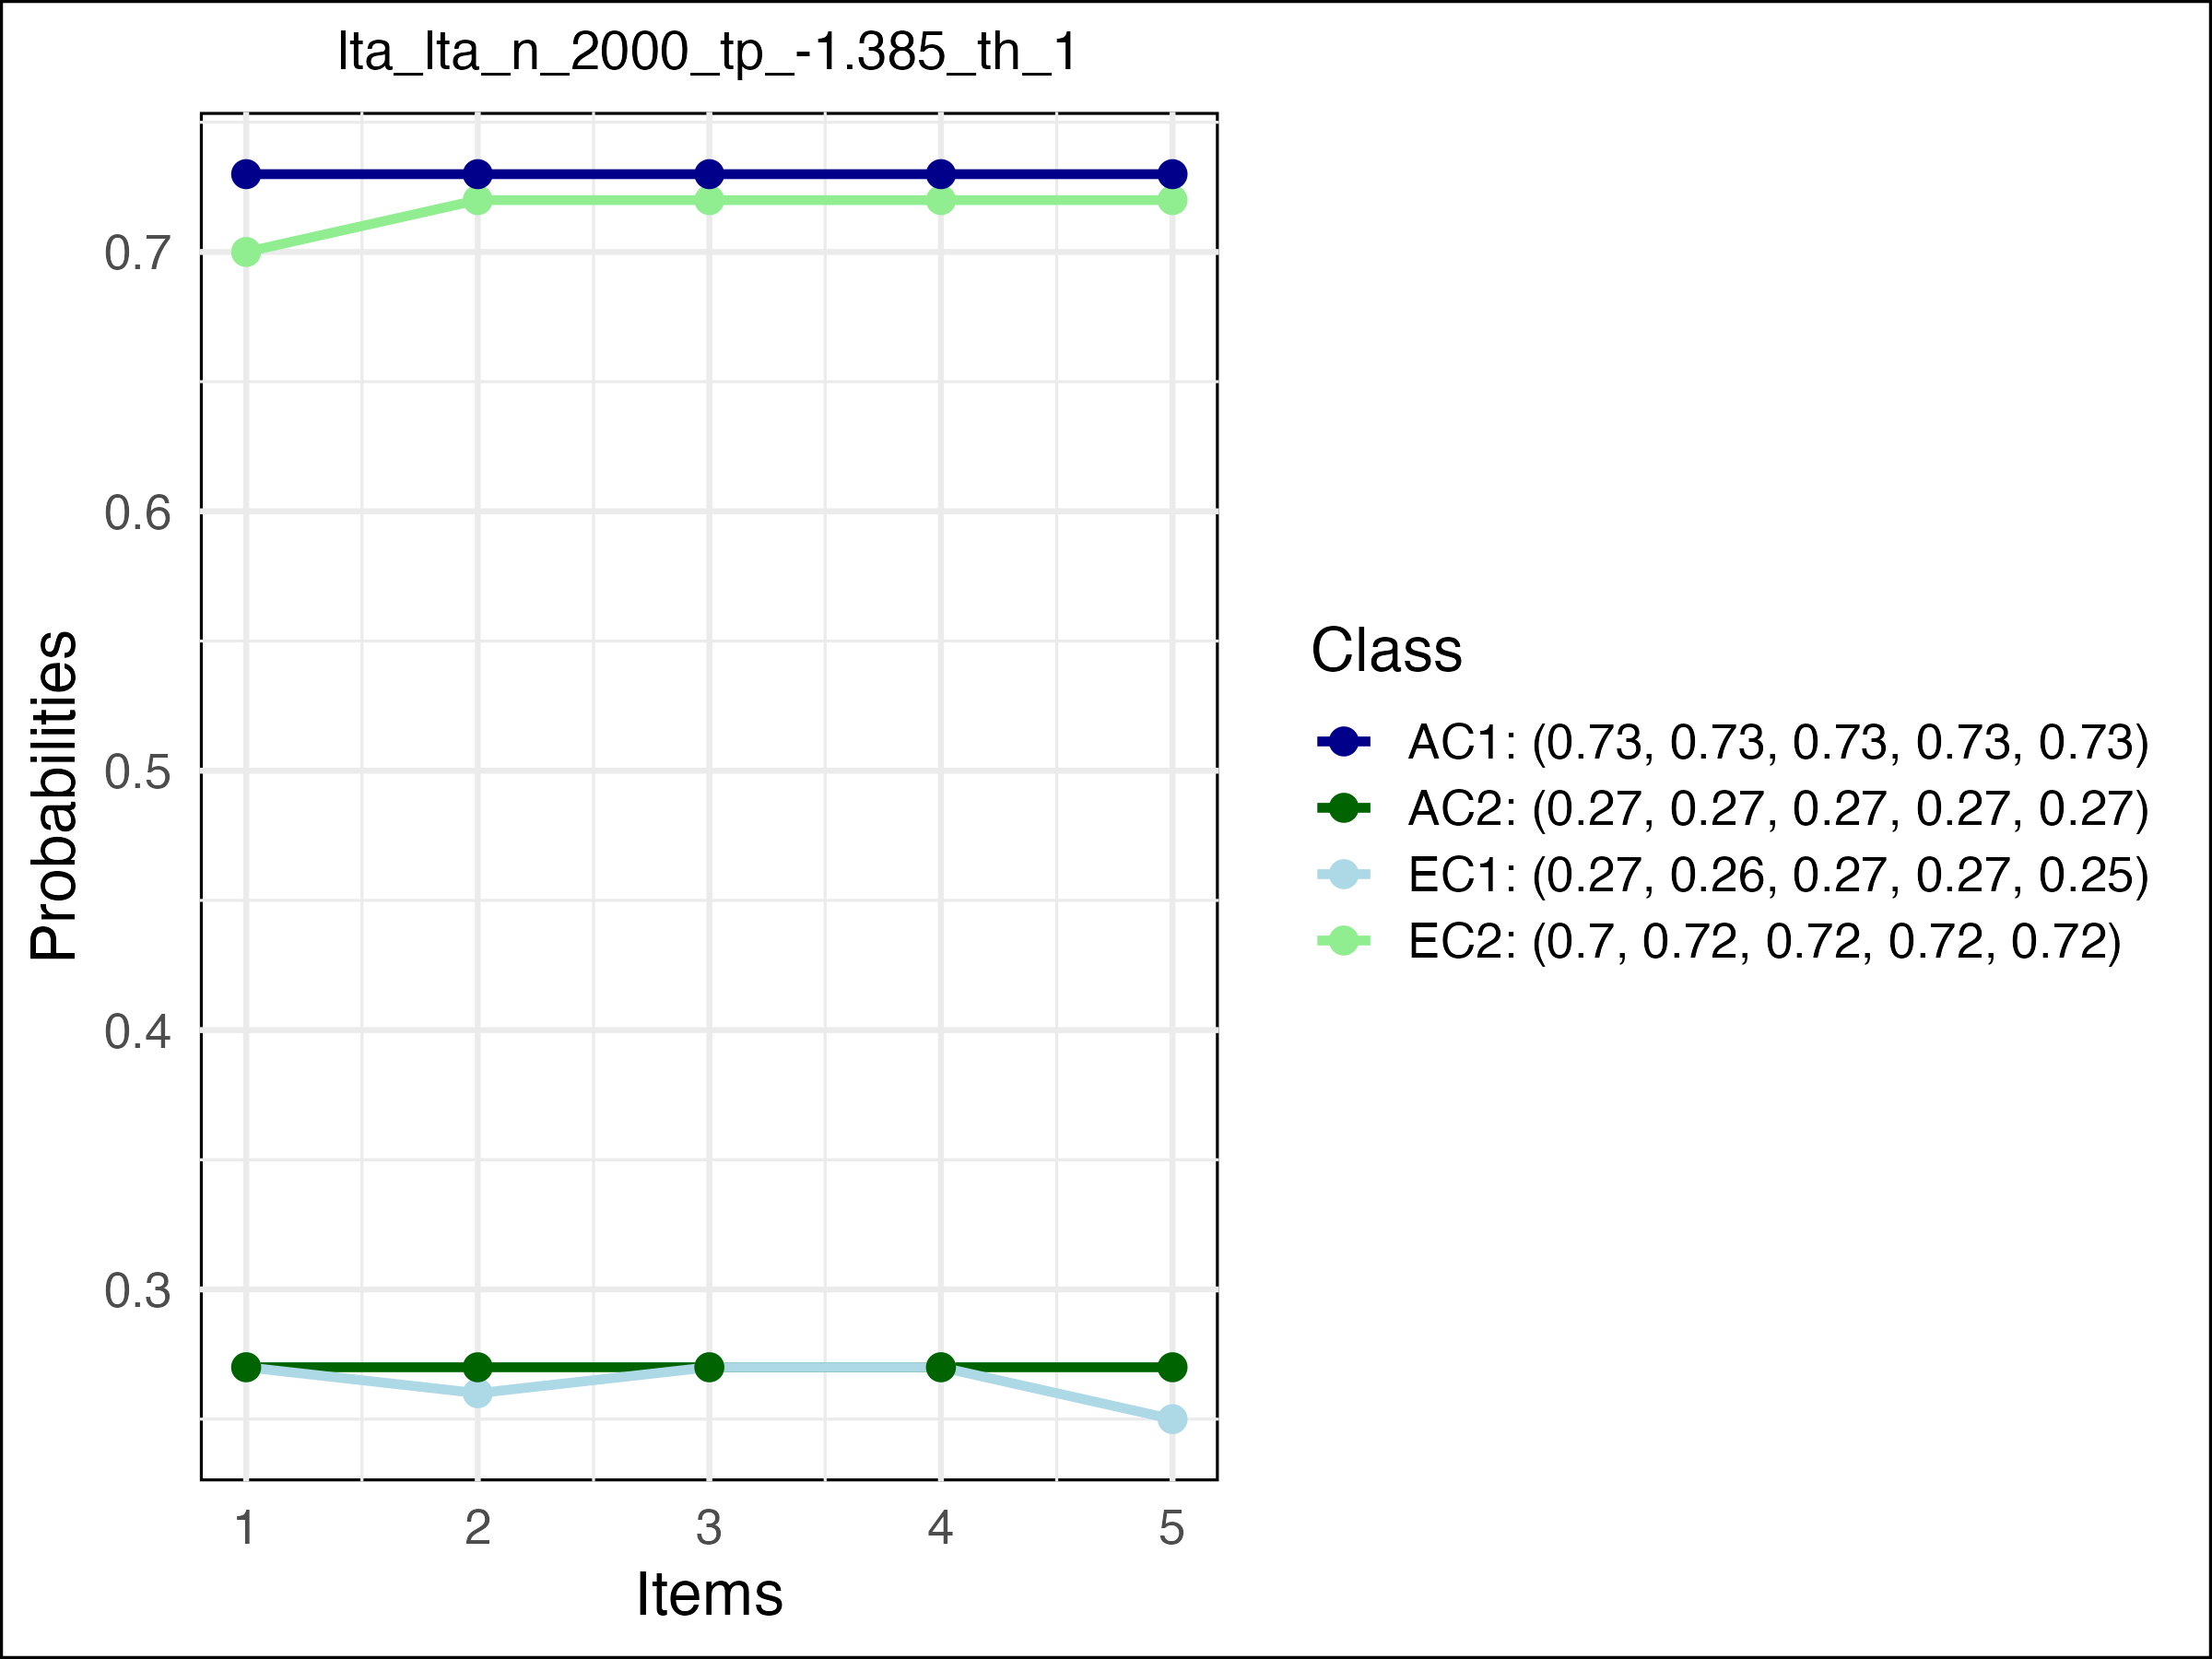 lta_lta_n_2000_tp_-1.385_th_1
Probabilities
0.7
0.6
0.5
0.4
0.3
1 2 3 4 5
Items
Class
AC1: (0.73, 0.73, 0.73, 0.73, 0.73)
AC2: (0.27, 0.27, 0.27, 0.27, 0.27)
EC1: (0.27, 0.26, 0.27, 0.27, 0.25)
EC2: (0.7, 0.72, 0.72, 0.72, 0.72)